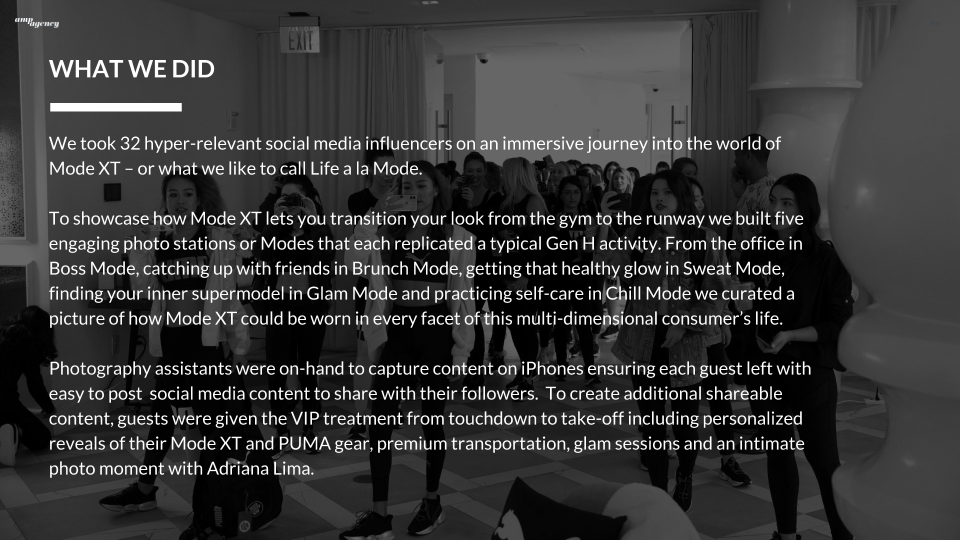 amp
agency
EXIT
WHAT WE DID
We took 32 hyper-relevant social media influencers on an immersive journey into the world of
Mode XT – or what we like to call Life a la Mode.
To showcase how Mode XT lets you transition your look from the gym to the runway we built five
engaging photo stations or Modes that each replicated a typical Gen H activity. From the office in
Boss Mode, catching up with friends in Brunch Mode, getting that healthy glow in Sweat Mode,
finding your inner supermodel in Glam Mode and practicing self-care in Chill Mode we curated a
picture of how Mode XT could be worn in every facet of this multi-dimensional consumer’s life.
Photography assistants were on-hand to capture content on iPhones ensuring each guest left with
easy to post  social media content to share with their followers.  To create additional shareable
content, guests were given the VIP treatment from touchdown to take-off including personalized
reveals of their Mode XT and PUMA gear, premium transportation, glam sessions and an intimate
photo moment with Adriana Lima.